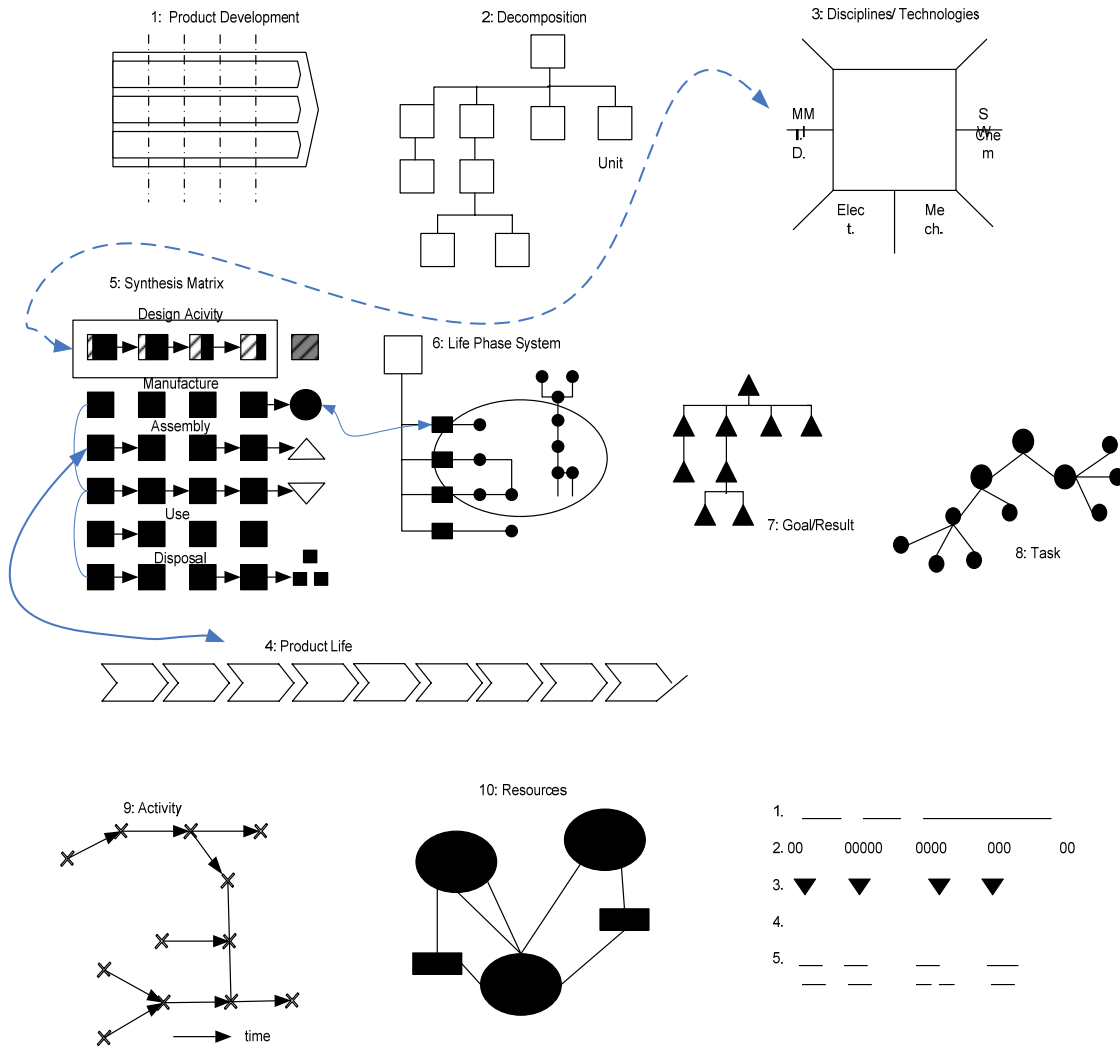 1: Product Development
2: Decomposition
3: Disciplines/ Technologies
Unit
MM
I.
D.
S
W
Che
m
Elec
t.
Me
ch.
5: Synthesis Matrix
Design Acivity
Manufacture
Assembly
Use
Disposal
6: Life Phase System
7: Goal/Result
8: Task
4: Product Life
9: Activity
time
10: Resources
1.
2. 00 00000 0000 000 00
3.
4.
5.